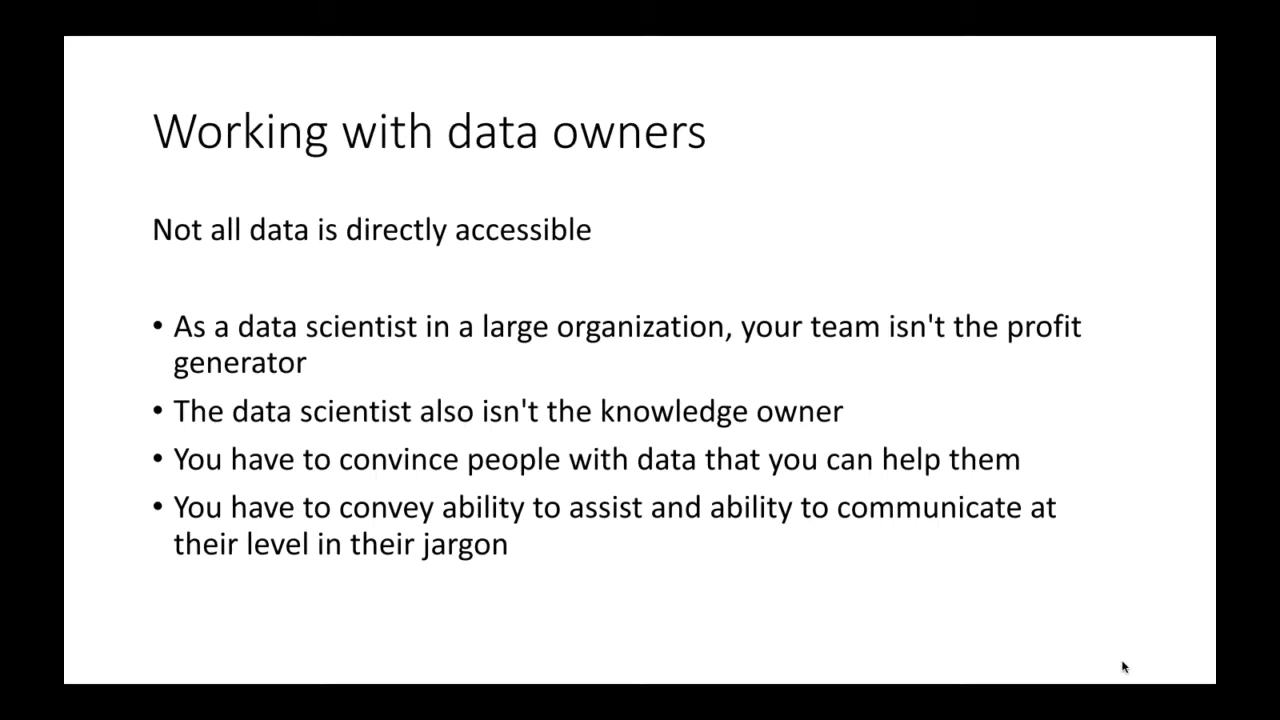 Working with data owners
Not all data is directly accessible
• As a data scientist in a large organization, your team isn't the profit
generator
• The data scientist also isn't the knowledge owner
• You have to convince people with data that you can help them
• You have to convey ability to assist and ability to communicate at
their level in their jargon